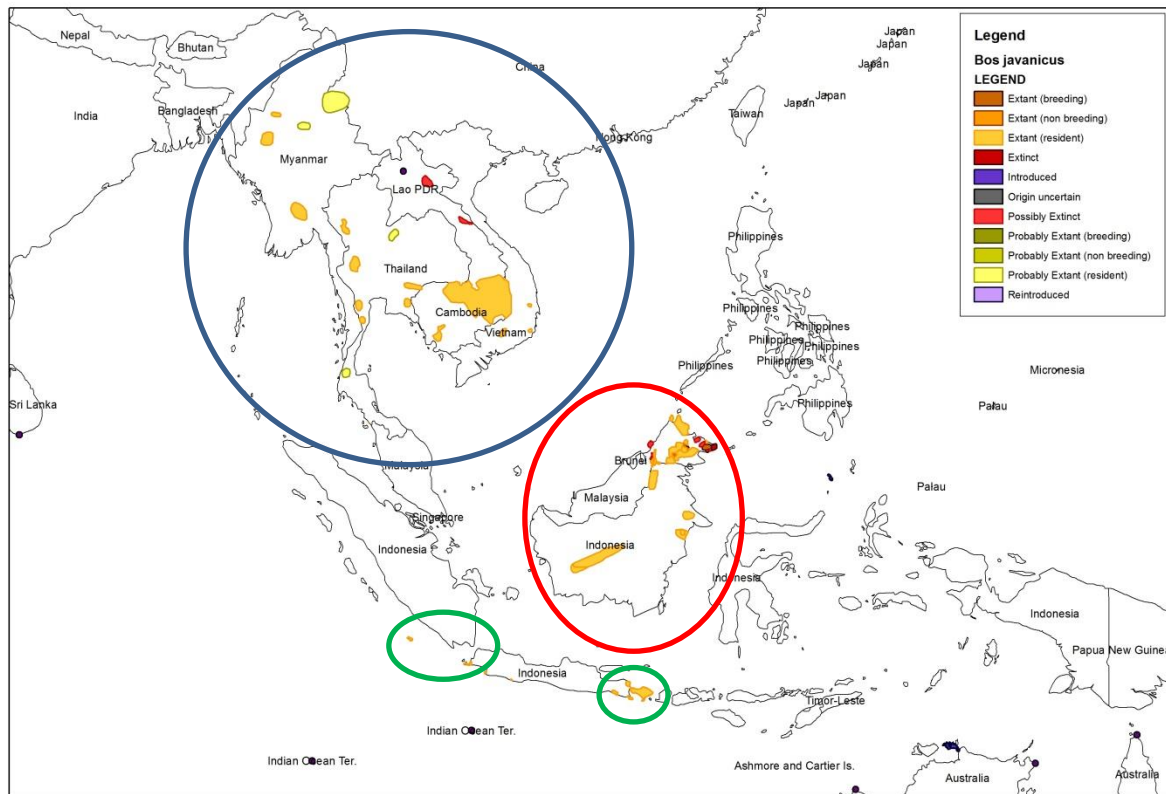 Nepal
Bhutan
China
Japan
Japan
Japan
Japan
Japan
Bangladesh
India
Taiwan
Hong Kong
Myanmar
Lao PDR
Philippines
Thailand
Cambodia
Vietnam
Philippines
Philippines
Philippines
Philippines
Philippines
Philippines
Philippines
Micronesia
Sri Lanka
Palau
Malaysia
Brunei
Palau
Malaysia
Singapore
Indonesia
Indonesia
Indonesia
Indonesia
Papua New Guinea
Indonesia
Timor-Leste
Indian Ocean Ter.
Indian Ocean Ter.
Ashmore and Cartier Is.
Australia
Australia
Legend
Bos javanicus
LEGEND
Extant (breeding)
Extant (non breeding)
Extant (resident)
Extinct
Introduced
Origin uncertain
Possibly Extinct
Probably Extant (breeding)
Probably Extant (non breeding)
Probably Extant (resident)
Reintroduced